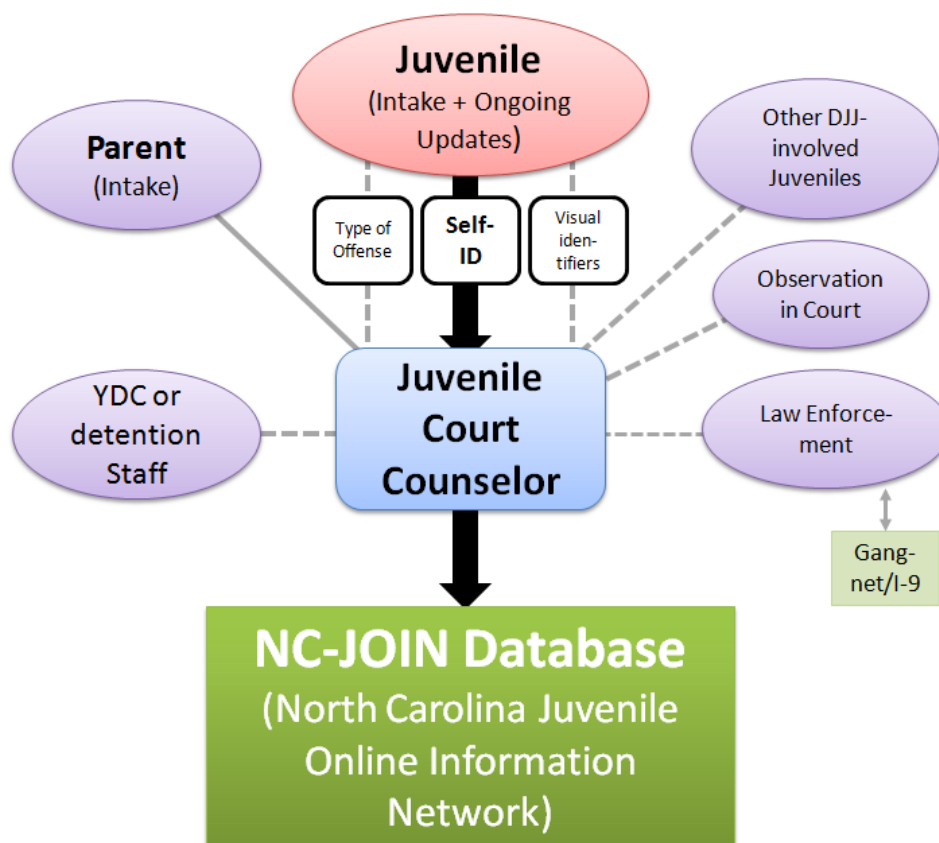 Juvenile
(Intake + Ongoing
Updates)
Parent
(Intake)
Other DJJ-
involved
Juveniles
Type of
Offense
Self-
ID
Visual
iden-
tifiers
Observation
in Court
Juvenile
Court
Counselor
YDC or
detention
Staff
Law Enforce-
ment
Gang-
net/I-9
NC-JOIN Database
(North Carolina Juvenile
Online Information
Network)